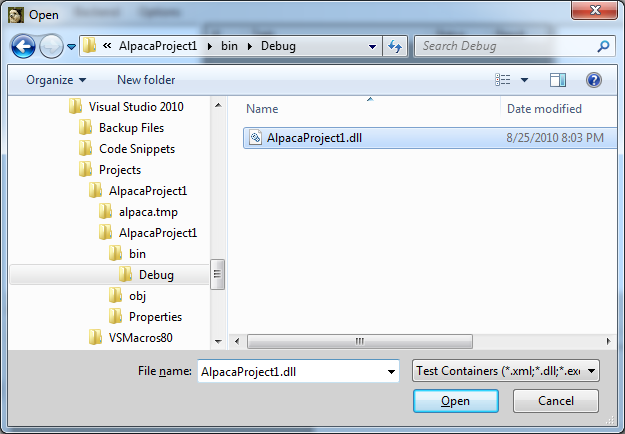 Open
« AlpacaProject1 bin Debug
Search Debug
Organize New folder
Name Date modified
Visual Studio 2010
Backup Files
Code Snippets
Projects
AlpacaProject1
alpaca.tmp
AlpacaProject1
bin
Debug
obj
Properties
VSMacros80
AlpacaProject1.dll 8/25/2010 8:03 PM
File name: AlpacaProject1.dll
Test Containers (*.xml;*.dll;*.exe
Open Cancel